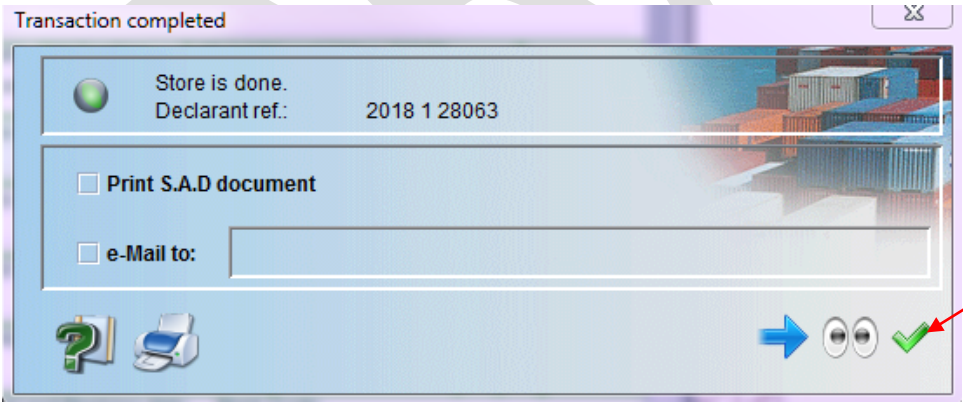 Transaction completed
Store is done.
Declarant ref.: 2018 1 28063
Print S.A.D document
e-Mail to: